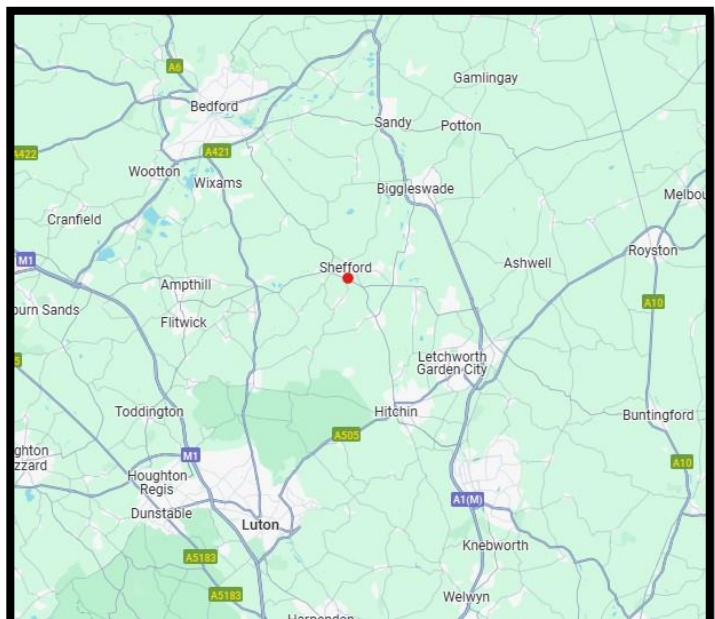 A6
Gamlingay
Bedford
Sandy
Potton
A422
A421
Wootton
Wixams
Biggleswade
Melbou
Cranfield
Royston
M1
Shefford
Ashwell
Ampthill
A10
burn Sands
Flitwick
5
Letchworth
Garden City
Toddington
Hitchin
Buntingford
A505
ghton
zzard
M1
A10
Houghton
Regis
A1(M)
Dunstable
Luton
Knebworth
A5183
A5183
Welwyn
Harpenden